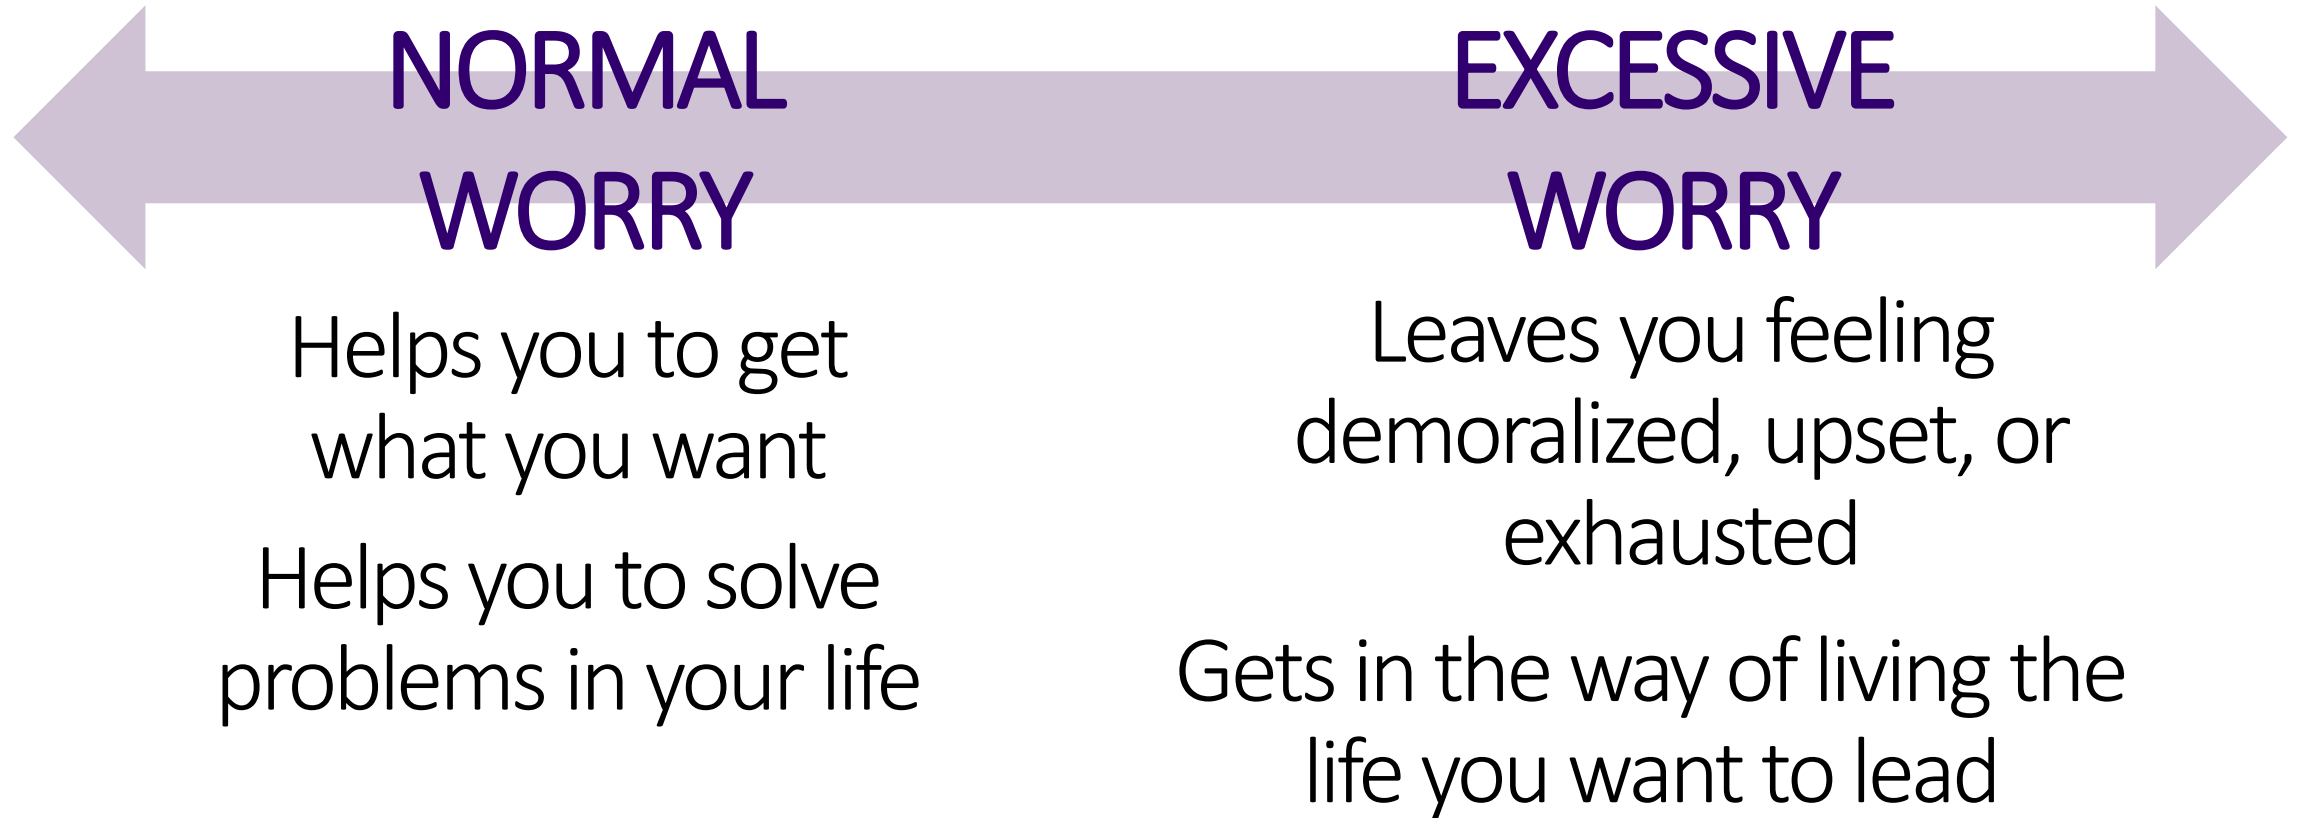 NORMAL
WORRY
Helps you to get
what you want
Helps you to solve
problems in your life
EXCESSIVE
WORRY
Leaves you feeling
demoralized, upset, or
exhausted
Gets in the way of living the
life you want to lead